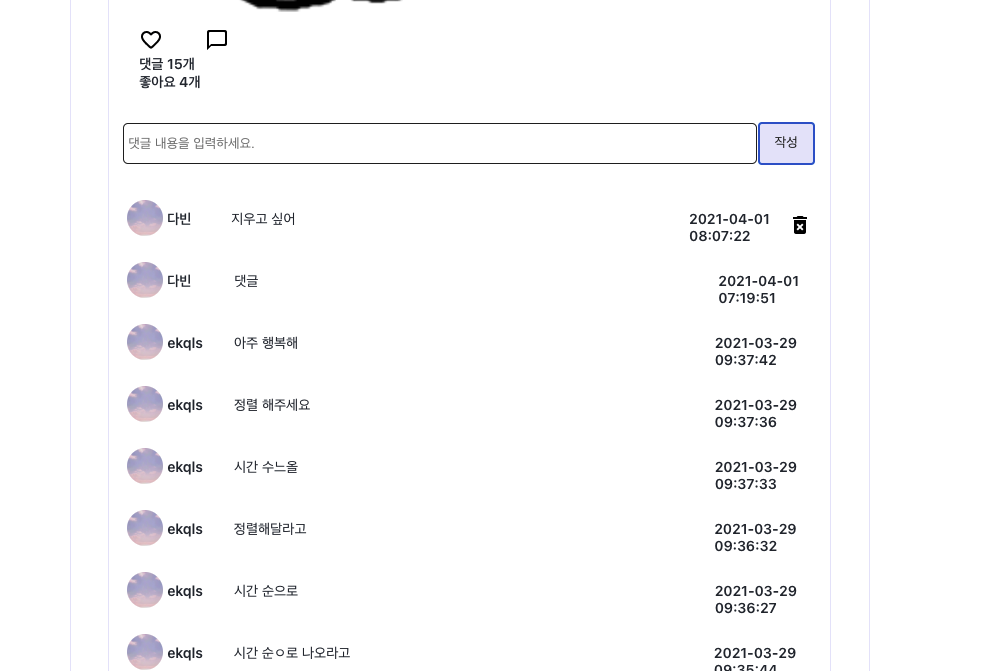 댓글 15개
좋아요 4개
댓글 내용을 입력하세요.
작성
다빈 지우고 싶어 2021-04-01
08:07:22
다빈 댓글 2021-04-01
07:19:51
ekqls 아주 행복해 2021-03-29
09:37:42
ekqls 정렬 해주세요 2021-03-29
09:37:36
ekqls 시간 수느올 2021-03-29
09:37:33
ekqls 정렬해달라고 2021-03-29
09:36:32
ekqls 시간 순으로 2021-03-29
09:36:27
ekqls 시간 순ㅇ로 나오라고 2021-03-29
09:35:44